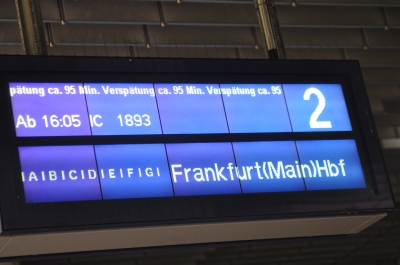 pätung ca. 95 Min. Verspätung ca. 95 Min. Verspätung ca. 95
Ab 16:05 IC 1893 2
IAIBICIDIEIFIGI Frankfurt(Main)Hbf